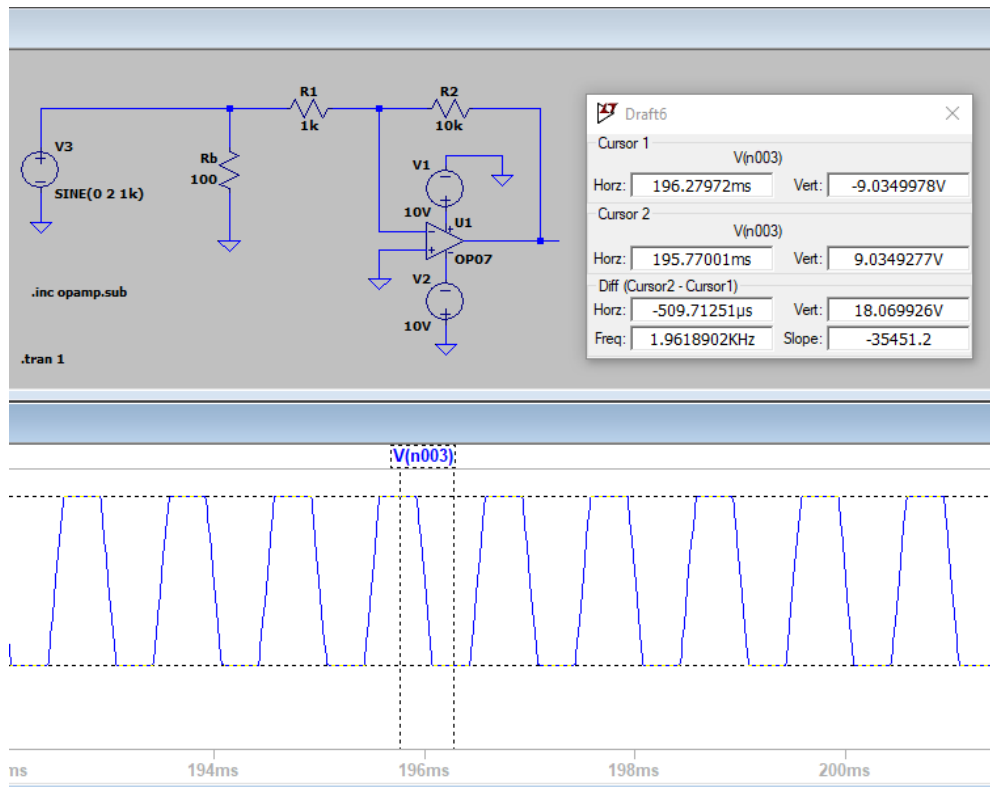 R1
1k
R2
10k
V3
SINE(0 2 1k)
Rb
100
V1
10V
U1
OP07
V2
10V
.inc opamp.sub
.tran 1
Draft6
Cursor 1
V(n003)
Horz: 196.27972ms Vert: -9.0349978V
Cursor 2
V(n003)
Horz: 195.77001ms Vert: 9.0349277V
Diff (Cursor2 - Cursor1)
Horz: -509.71251µs Vert: 18.069926V
Freq: 1.9618902KHz Slope: -35451.2
V(n003)
ms 194ms 196ms 198ms 200ms